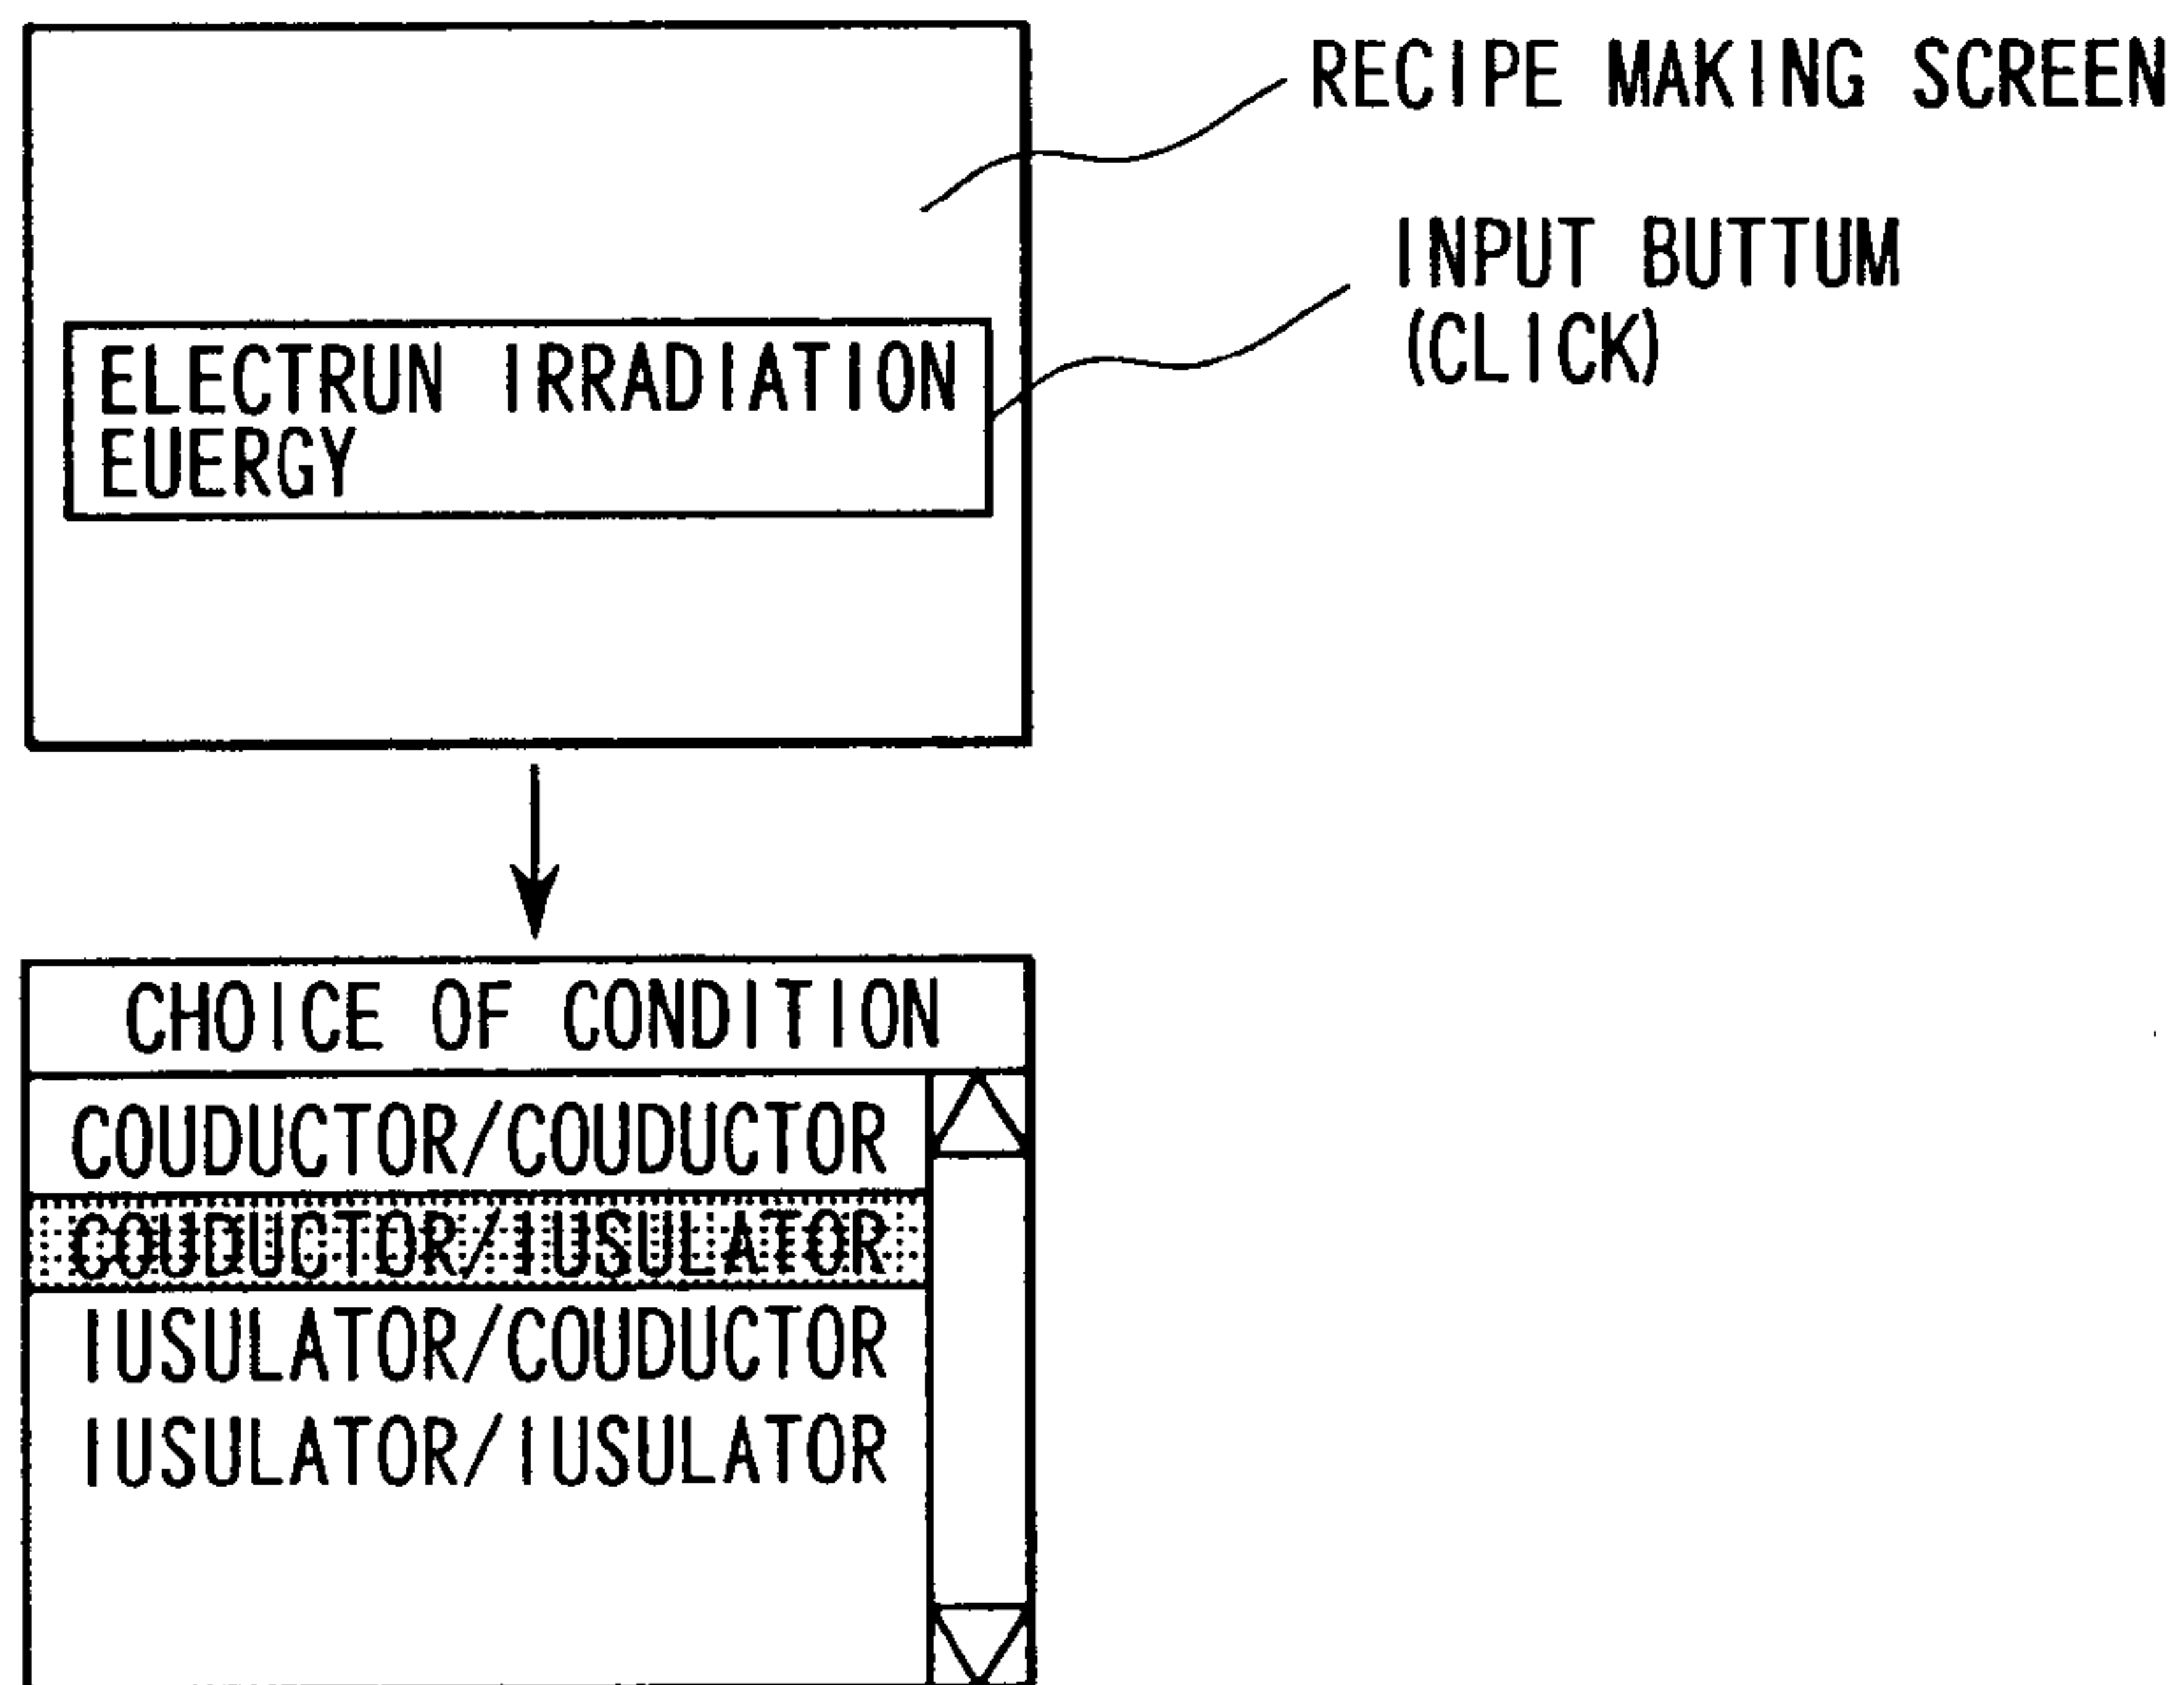 RECIPE MAKING SCREEN
INPUT BUTTUM
(CLICK)
ELECTRUN IRRADIATION
EUERGY
CHOICE OF CONDITION
COUDUCTOR/COUDUCTOR
COUDUCTOR/IUSULATOR
IUSULATOR/COUDUCTOR
IUSULATOR/IUSULATOR